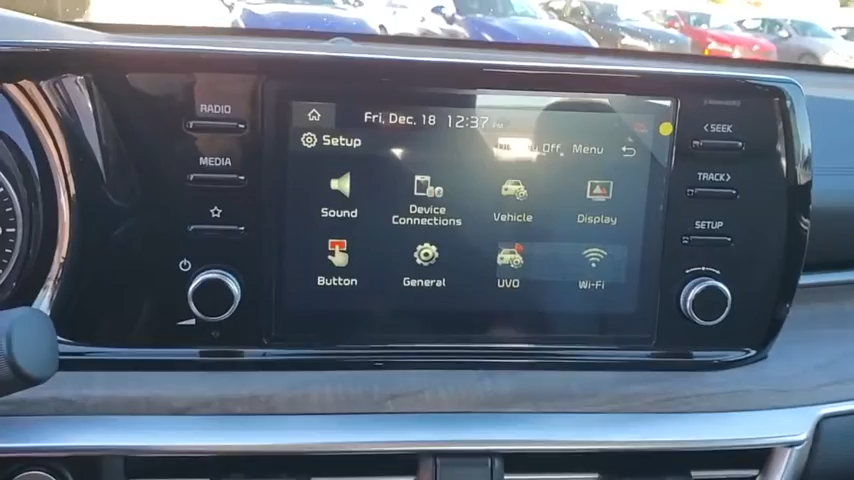 RADIO
MEDIA
Fri, Dec. 18 12:37
Setup
Off
Menu
Sound
Device
Connections
Vehicle
Display
Button
General
UVO
Wi-Fi
< SEEK
TRACK >
SETUP